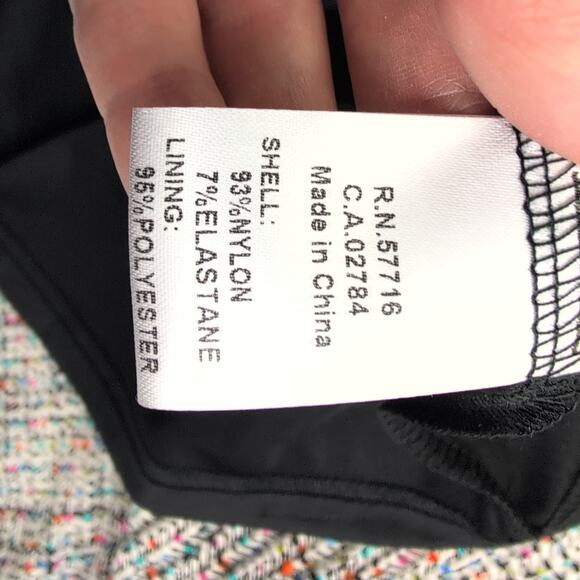 R.N.57716
C.A.02784
Made in China
SHELL:
93%NYLON
7%ELASTANE
LINING:
95%POLYESTER